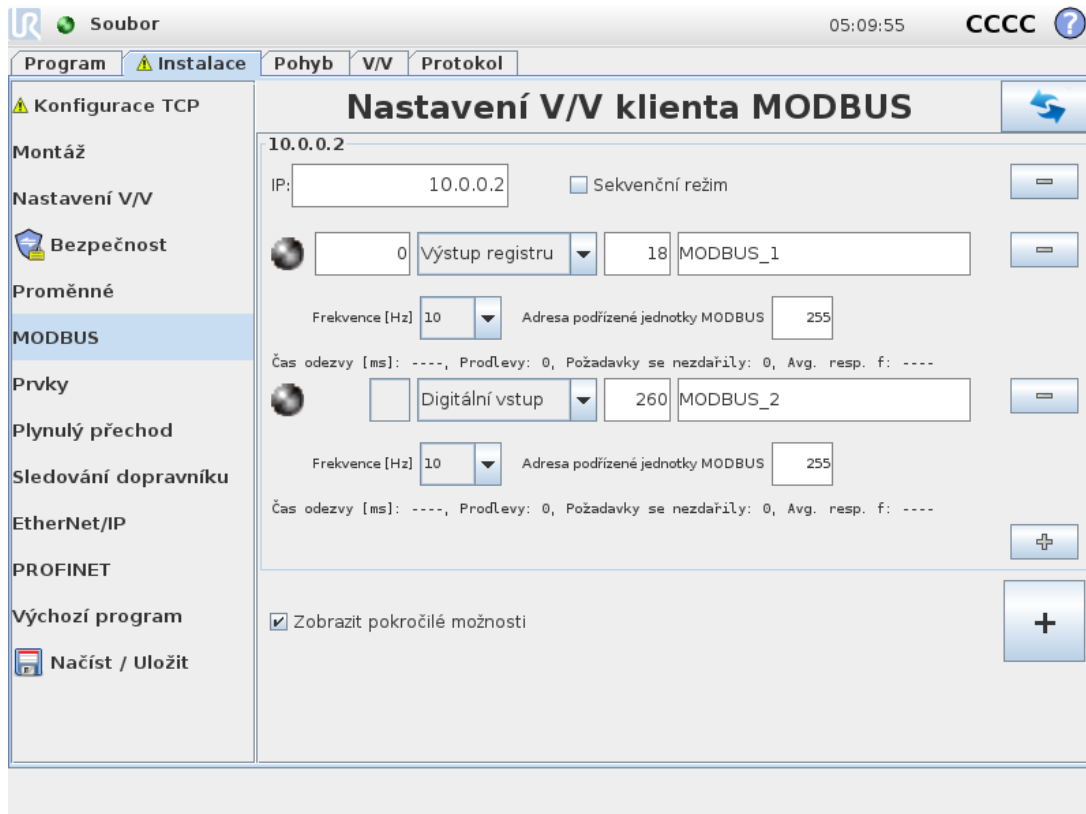 UR Soubor 05:09:55 CCCC ?
Program Instalace Pohyb V/V Protokol
Konfigurace TCP
Montáž
Nastavení V/V
Bezpečnost
Proměnné
MODBUS
Prvky
Plynulý přechod
Sledování dopravníku
EtherNet/IP
PROFINET
Výchozí program
Načíst / Uložit
Nastavení V/V klienta MODBUS
10.0.0.2
IP: 10.0.0.2 Sekvenční režim
0 Výstup registru 18 MODBUS_1
Frekvence [Hz] 10 Adresa podřízené jednotky MODBUS 255
Čas odezvy [ms]: ----, Prodlevy: 0, Požadavky se nezdařily: 0, Avg. resp. f: ----
Digitální vstup 260 MODBUS_2
Frekvence [Hz] 10 Adresa podřízené jednotky MODBUS 255
Čas odezvy [ms]: ----, Prodlevy: 0, Požadavky se nezdařily: 0, Avg. resp. f: ----
Zobrazit pokročilé možnosti